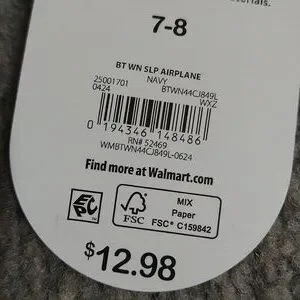 7-8
BT WN SLP AIRPLANE
25001701 NAVY BTWN44CJ849L
0424 WXZ
0 194346 148486
RN# 52469
WMBTWN44CJ849L-0624
Find more at Walmart.com
EPC
FSC
MIX
Paper
FSC® C159842
$12.98